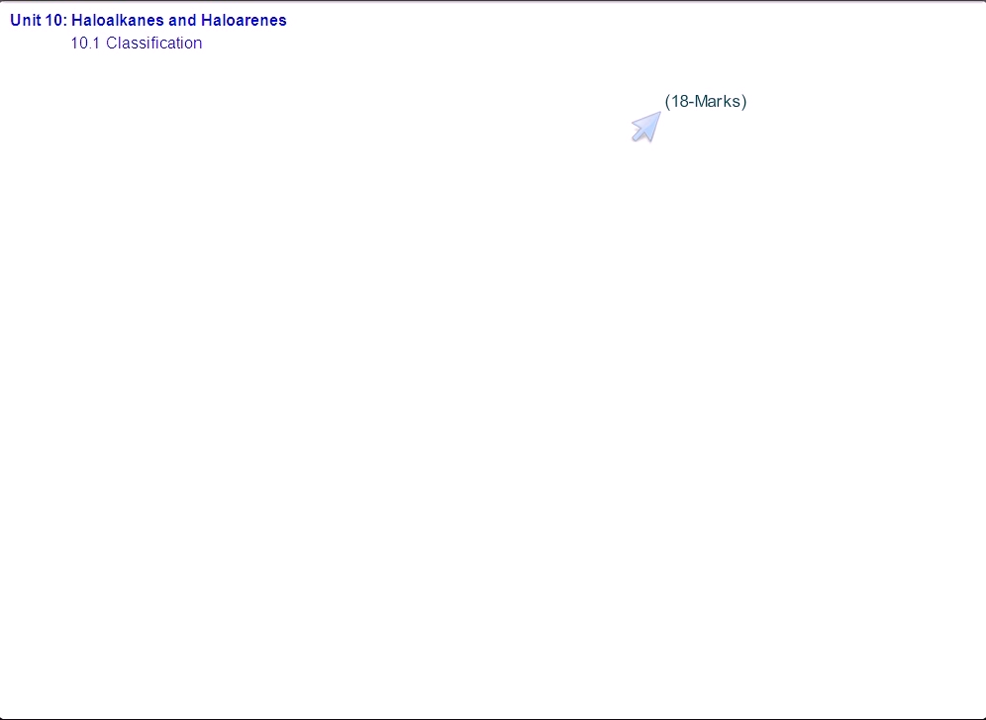 Unit 10: Haloalkanes and Haloarenes
10.1 Classification
(18-Marks)